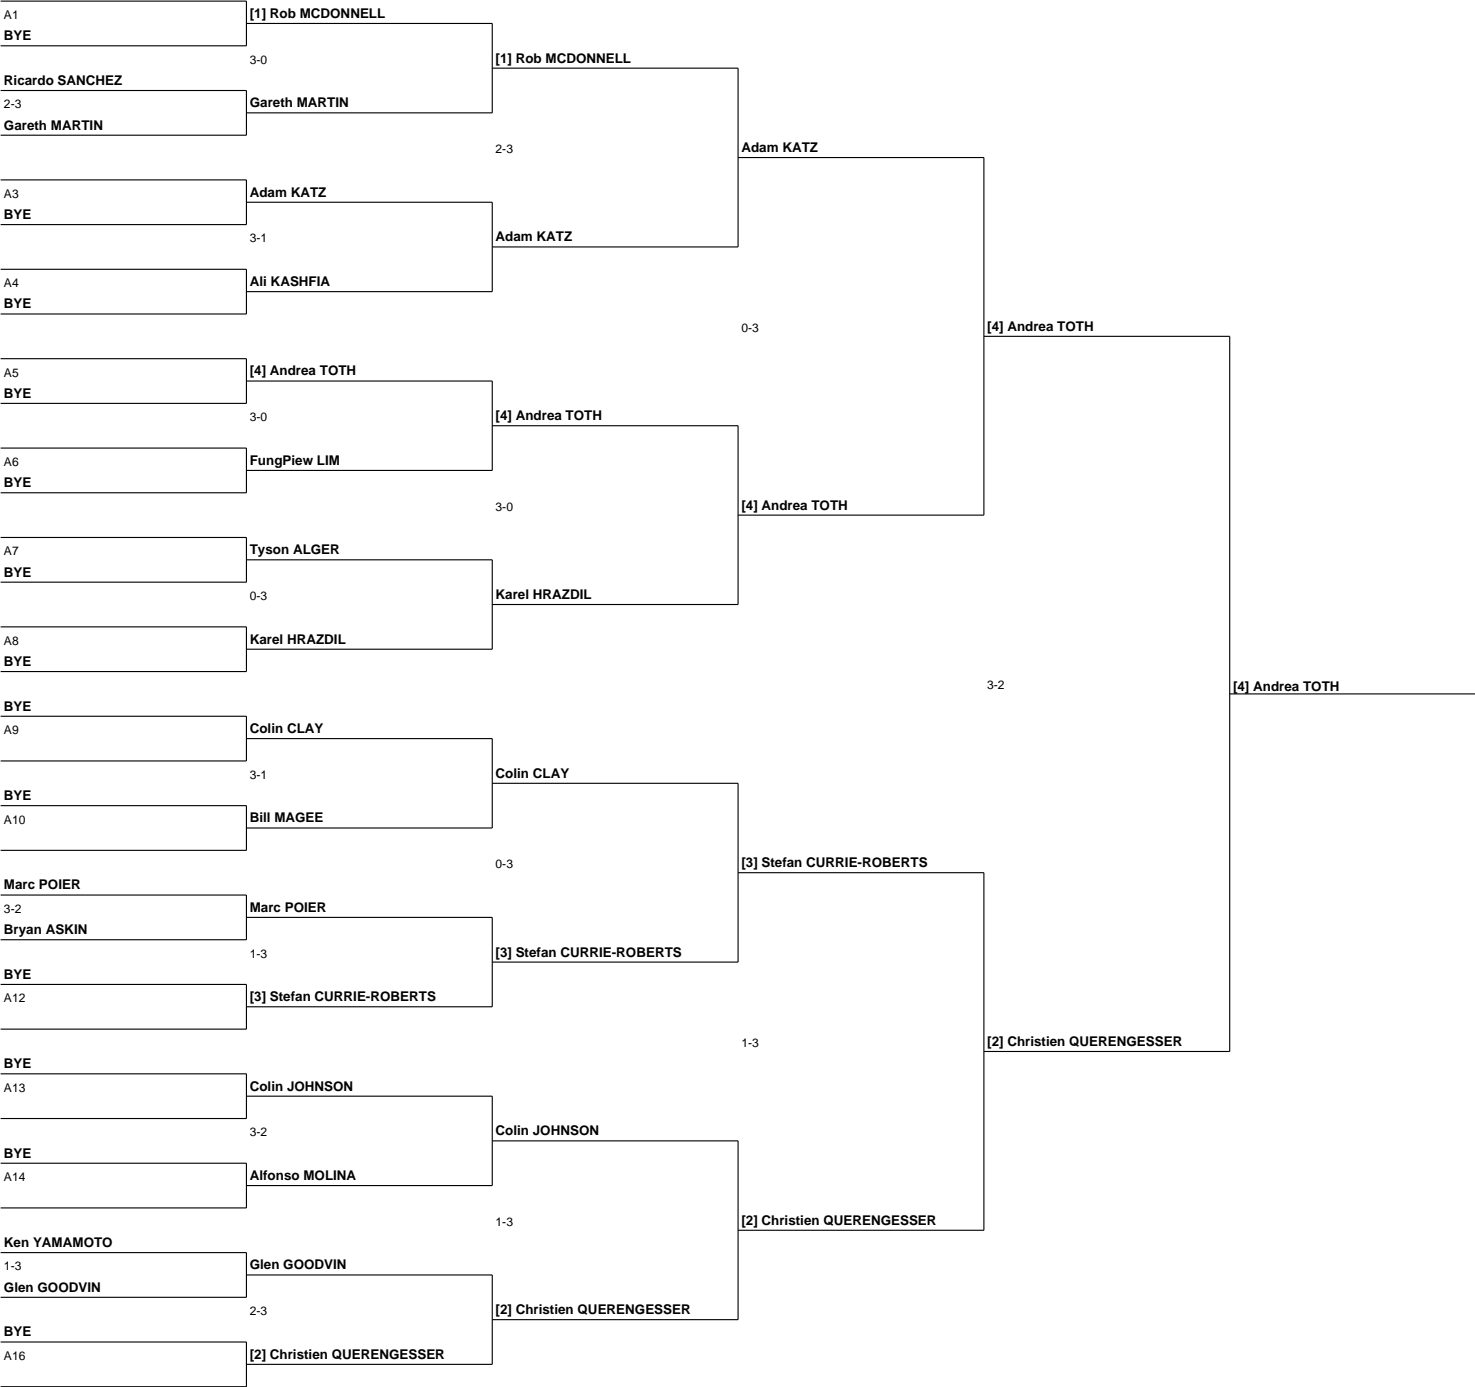 A1
BYE
[1] Rob MCDONNELL
3-0
Ricardo SANCHEZ
2-3
Gareth MARTIN
Gareth MARTIN
[1] Rob MCDONNELL
2-3
A3
BYE
Adam KATZ
3-1
A4
BYE
Ali KASHFIA
Adam KATZ
Adam KATZ
0-3
A5
BYE
[4] Andrea TOTH
3-0
A6
BYE
FungPiew LIM
[4] Andrea TOTH
3-0
A7
BYE
Tyson ALGER
0-3
A8
BYE
Karel HRAZDIL
Karel HRAZDIL
[4] Andrea TOTH
[4] Andrea TOTH
3-2
[4] Andrea TOTH
BYE
A9
Colin CLAY
3-1
BYE
A10
Bill MAGEE
Colin CLAY
0-3
Marc POIER
3-2
Bryan ASKIN
Marc POIER
1-3
BYE
A12
[3] Stefan CURRIE-ROBERTS
[3] Stefan CURRIE-ROBERTS
[3] Stefan CURRIE-ROBERTS
1-3
[2] Christien QUERENGESSER
BYE
A13
Colin JOHNSON
3-2
BYE
A14
Alfonso MOLINA
Colin JOHNSON
1-3
[2] Christien QUERENGESSER
Ken YAMAMOTO
1-3
Glen GOODVIN
Glen GOODVIN
2-3
BYE
A16
[2] Christien QUERENGESSER
[2] Christien QUERENGESSER